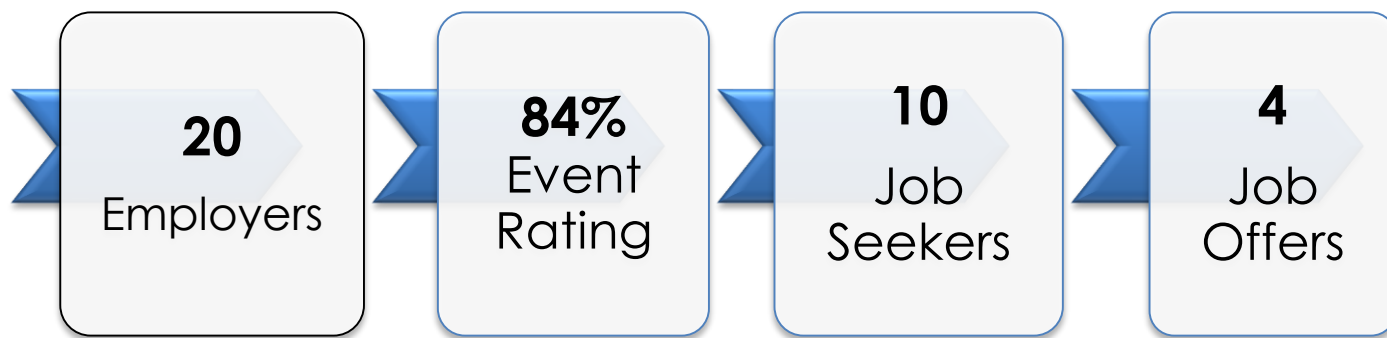 20
Employers
84%
Event
Rating
10
Job
Seekers
4
Job
Offers